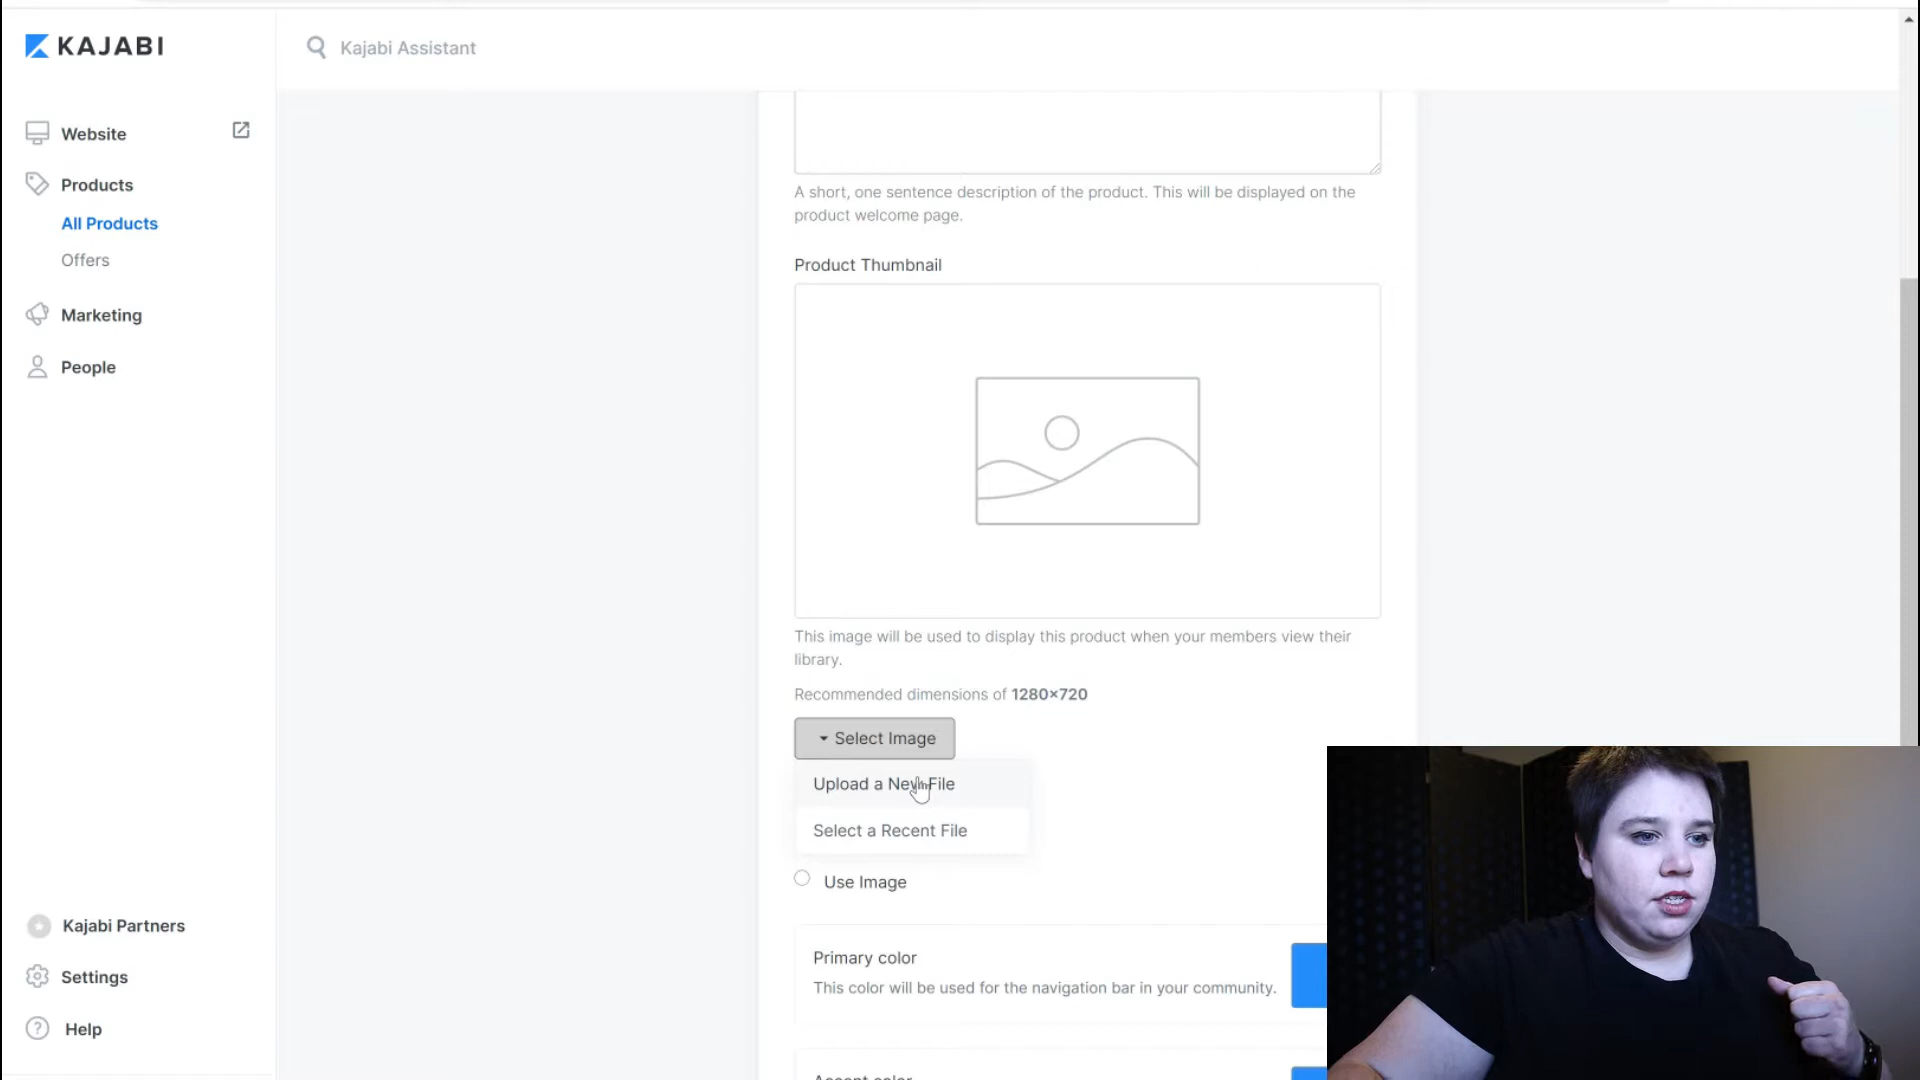 KAJABI
Kajabi Assistant
Website
Products
All Products
Offers
Marketing
People
Kajabi Partners
Settings
Help
A short, one sentence description of the product. This will be displayed on the
product welcome page.
Product Thumbnail
This image will be used to display this product when your members view their
library.
Recommended dimensions of 1280×720
Select Image
Upload a New File
Select a Recent File
Use Image
Primary color
This color will be used for the navigation bar in your community.
Accent color